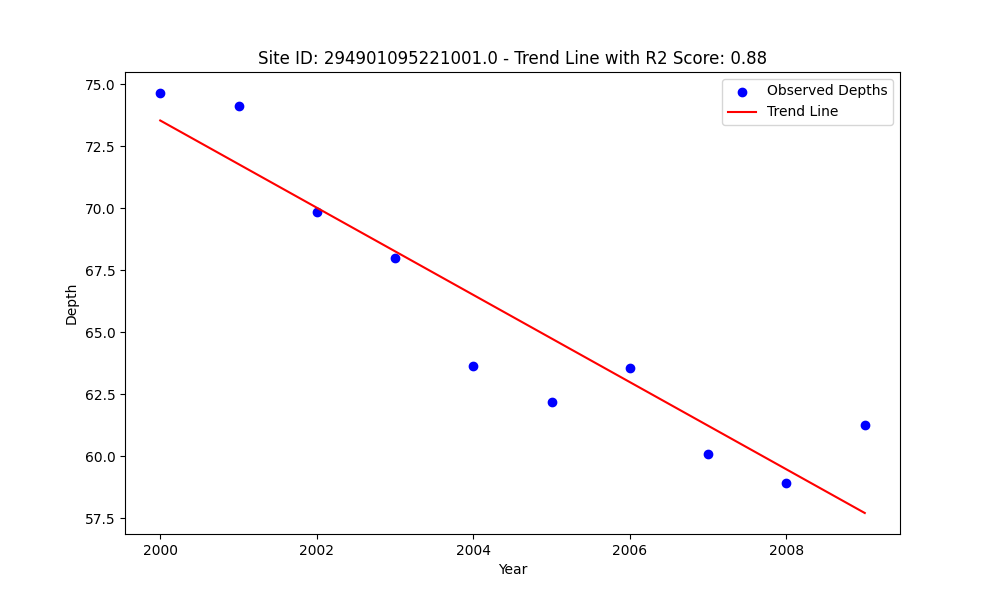 Site ID: 294901095221001.0 - Trend Line with R2 Score: 0.88
Observed Depths
Trend Line
75.0
72.5
70.0
67.5
65.0
62.5
60.0
57.5
Depth
2000
2002
2004
2006
2008
Year